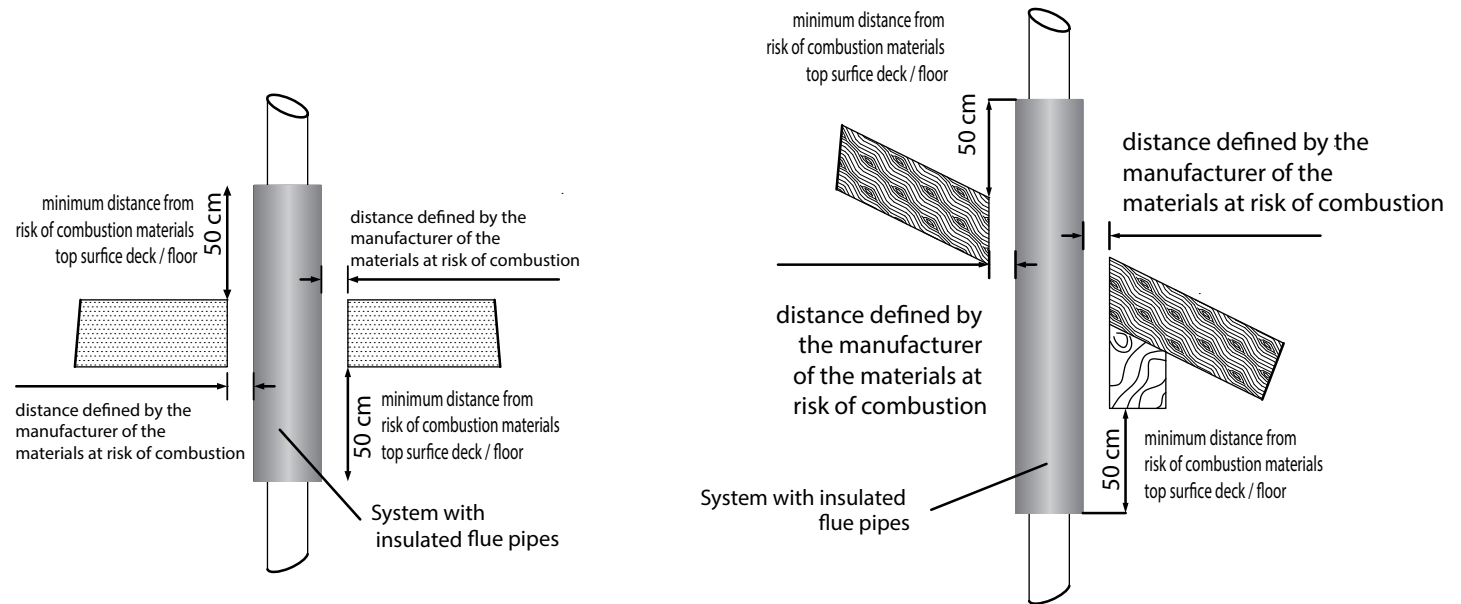 minimum distance from
risk of combustion materials
top surfice deck / floor
50 cm
distance defined by the
manufacturer of the
materials at risk of combustion
distance defined by the
manufacturer of the
materials at risk of combustion
50 cm
minimum distance from
risk of combustion materials
top surfice deck / floor
System with
insulated flue pipes
minimum distance from
risk of combustion materials
top surfice deck / floor
50 cm
distance defined by the
manufacturer of the
materials at risk of combustion
distance defined by
the manufacturer
of the materials at
risk of combustion
50 cm
minimum distance from
risk of combustion materials
top surfice deck / floor
System with insulated
flue pipes